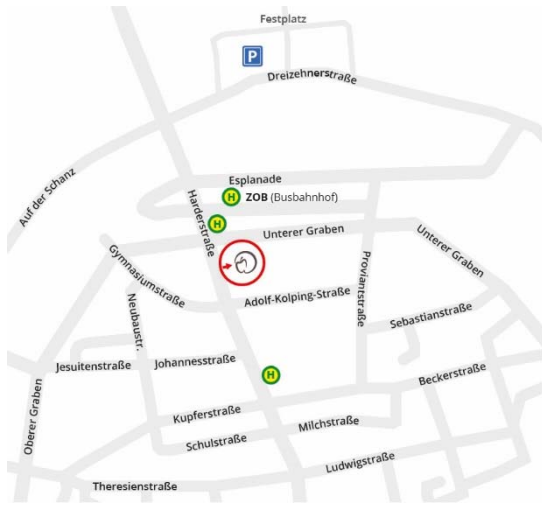 Festplatz
P
Dreizehnerstraße
Auf der Schanz
Esplanade
H ZOB (Busbahnhof)
Harderstraße
H
Unterer Graben
Unterer Graben
Gymnasiumstraße
Proviantstraße
Neubaustr.
Adolf-Kolping-Straße
Sebastianstraße
Jesuitenstraße
Johannesstraße
H
Beckerstraße
Oberer Graben
Kupferstraße
Milchstraße
Schulstraße
Ludwigstraße
Theresienstraße